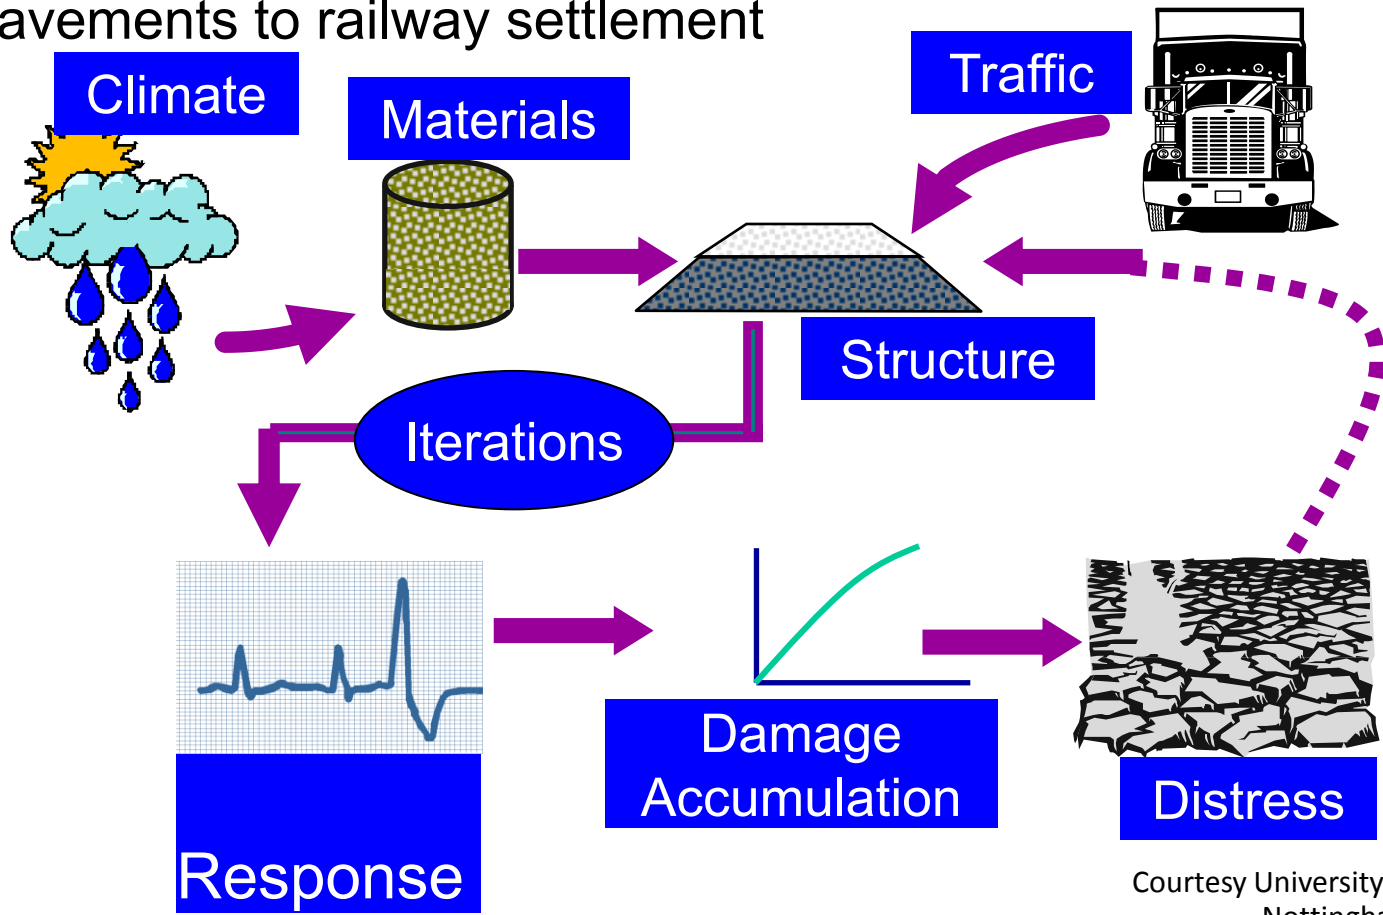 avements to railway settlement
Climate
Materials
Traffic
Structure
Iterations
Response
Damage
Accumulation
Distress
Courtesy University